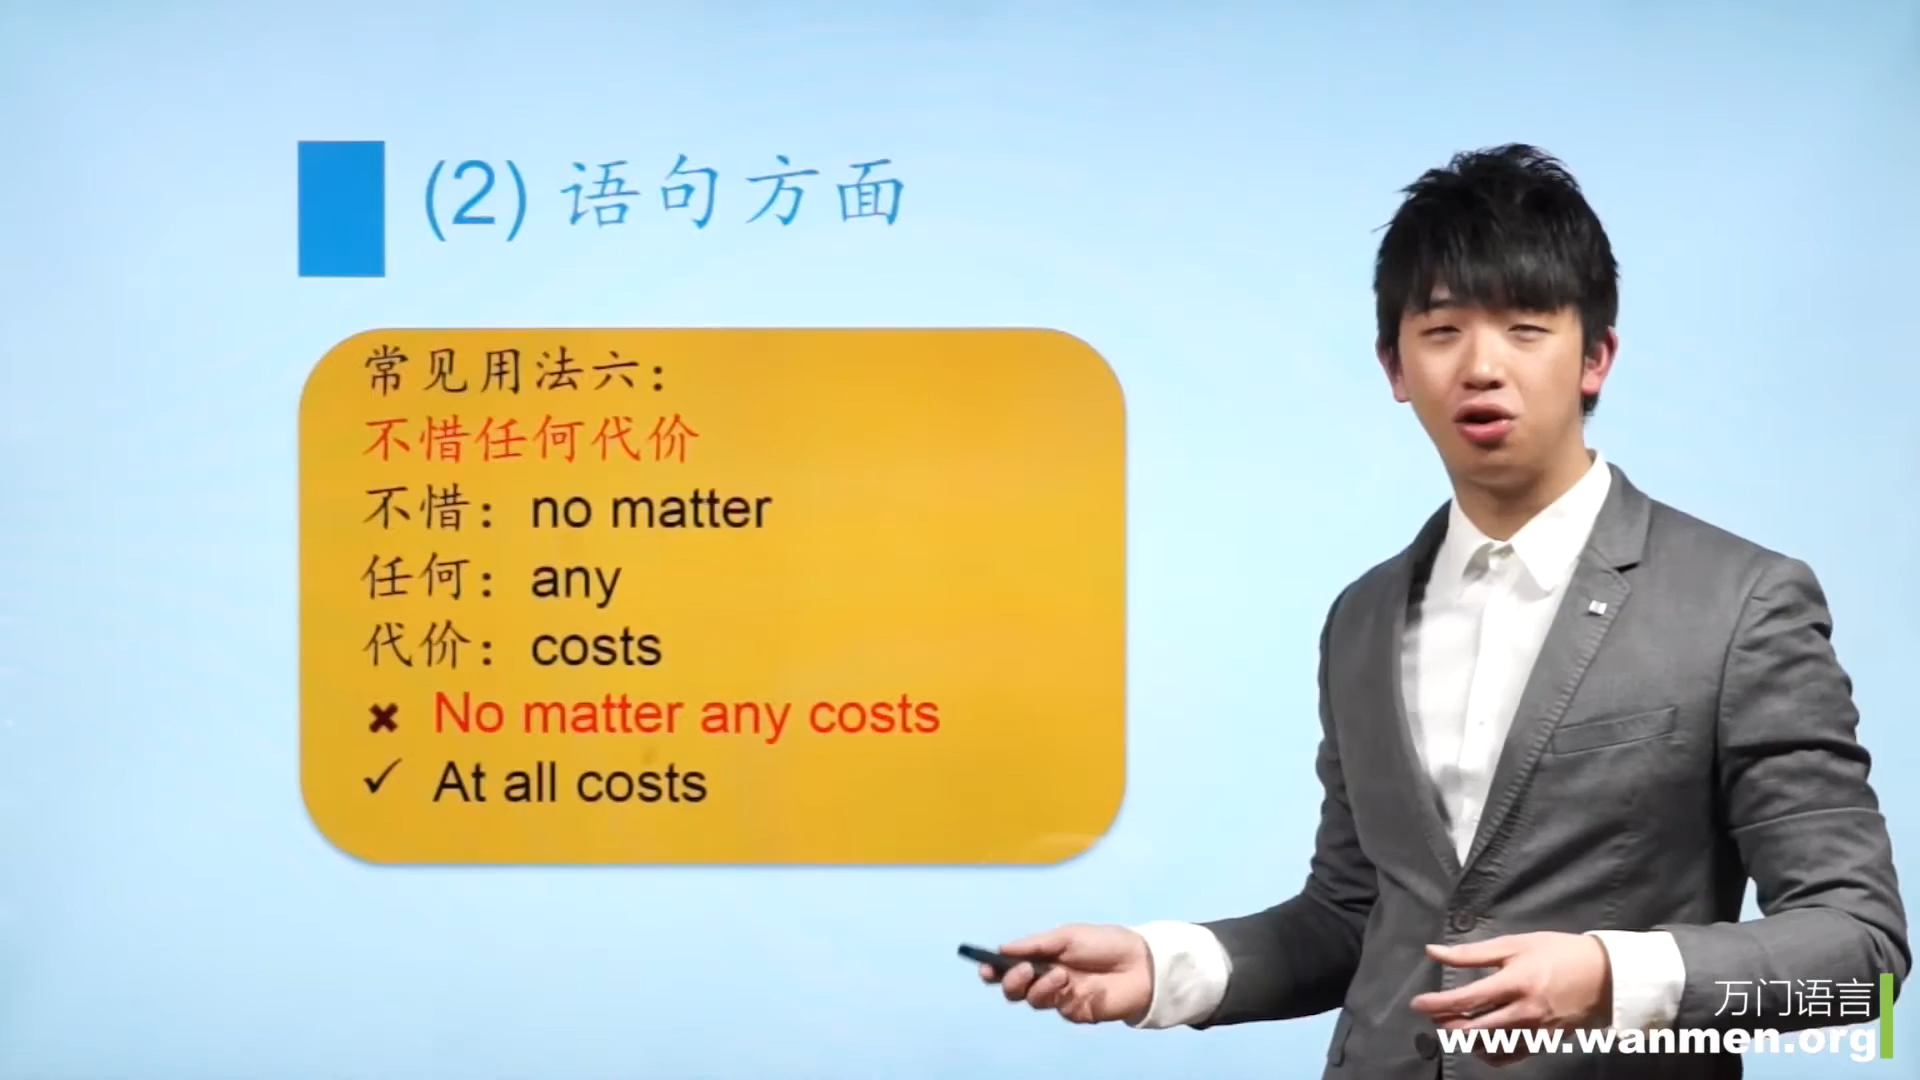 (2) 语句方面
常见用法六：
不惜任何代价
不惜：no matter
任何：any
代价：costs
✖ No matter any costs
✓ At all costs
万门语言
www.wanmen.org